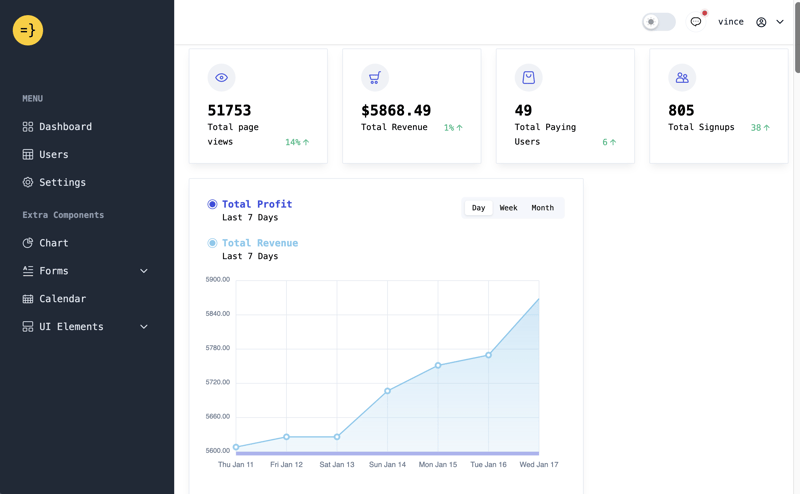 =}
vince
MENU
Dashboard
Users
Settings
Extra Components
Chart
Forms
Calendar
UI Elements
51753
Total page
views
14%↑
$5868.49
Total Revenue
1%↑
49
Total Paying
Users
6↑
805
Total Signups
38↑
Total Profit
Last 7 Days
Total Revenue
Last 7 Days
Day Week Month
5900.00
5840.00
5780.00
5720.00
5660.00
5600.00
Thu Jan 11 Fri Jan 12 Sat Jan 13 Sun Jan 14 Mon Jan 15 Tue Jan 16 Wed Jan 17